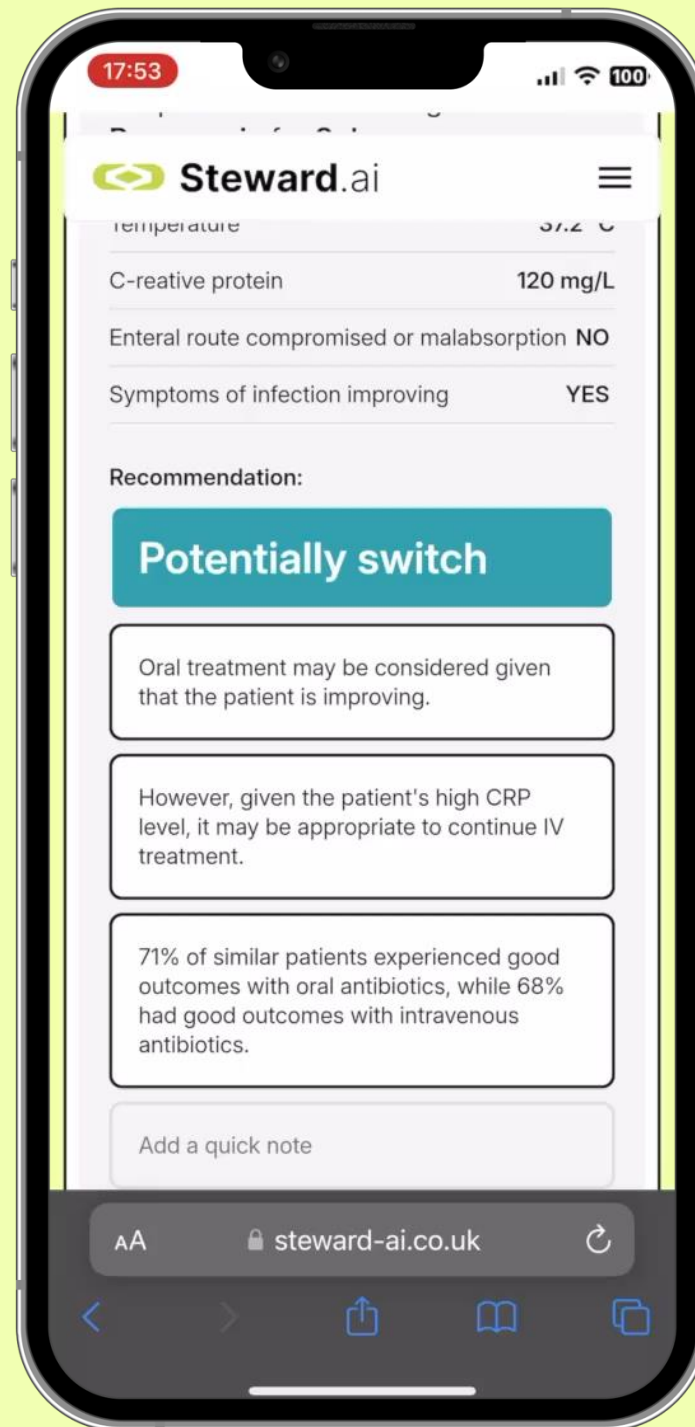 17:53
100
Steward.ai
Temperature 37.2 °C
C-reative protein 120 mg/L
Enteral route compromised or malabsorption NO
Symptoms of infection improving YES
Recommendation:
Potentially switch
Oral treatment may be considered given
that the patient is improving.
However, given the patient's high CRP
level, it may be appropriate to continue IV
treatment.
71% of similar patients experienced good
outcomes with oral antibiotics, while 68%
had good outcomes with intravenous
antibiotics.
Add a quick note
AA steward-ai.co.uk